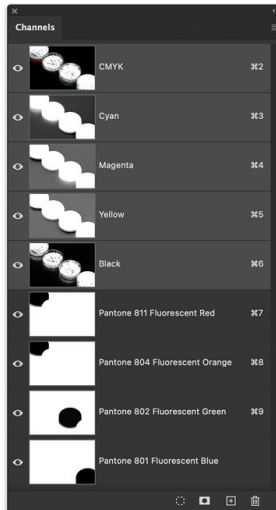 Channels
CMYK ⌘2
Cyan ⌘3
Magenta ⌘4
Yellow ⌘5
Black ⌘6
Pantone 811 Fluorescent Red ⌘7
Pantone 804 Fluorescent Orange ⌘8
Pantone 802 Fluorescent Green ⌘9
Pantone 801 Fluorescent Blue